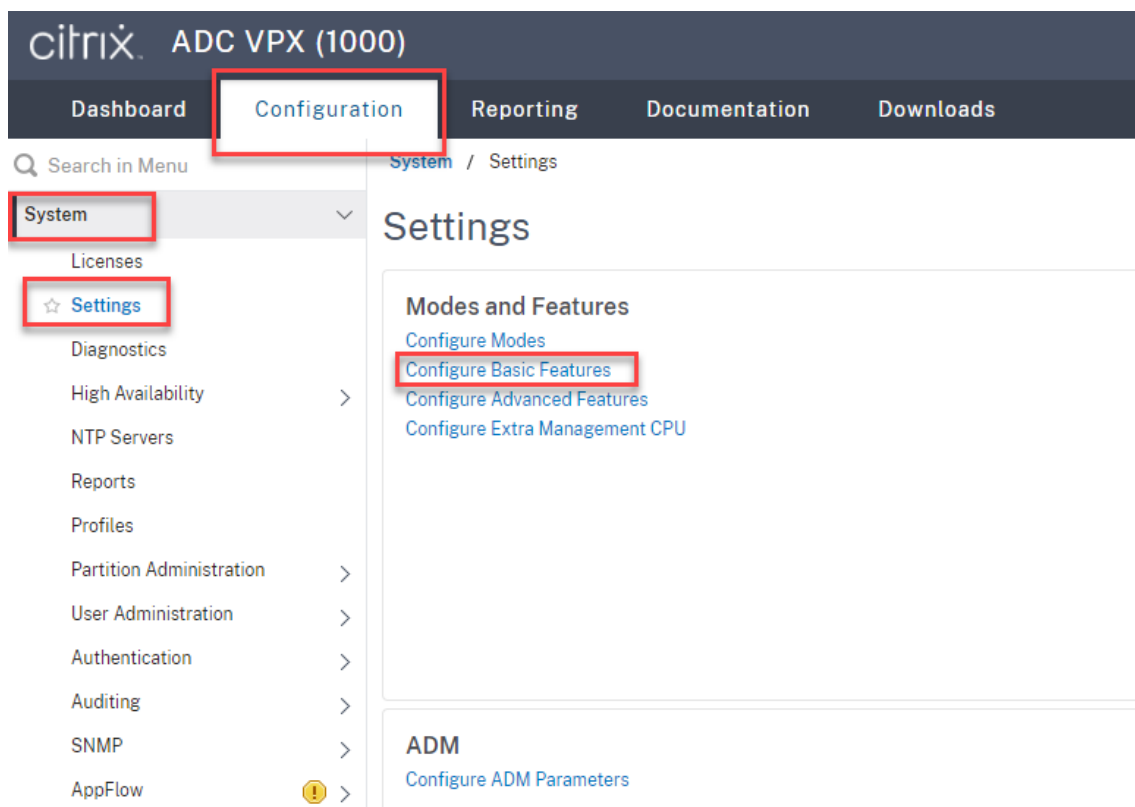 citrix. ADC VPX (1000)
Dashboard Configuration Reporting Documentation Downloads
Search in Menu
System / Settings
System
Settings
Licenses
Settings
Modes and Features
Diagnostics
Configure Modes
Configure Basic Features
High Availability
Configure Advanced Features
NTP Servers
Configure Extra Management CPU
Reports
Profiles
Partition Administration
User Administration
Authentication
Auditing
SNMP
ADM
AppFlow
Configure ADM Parameters